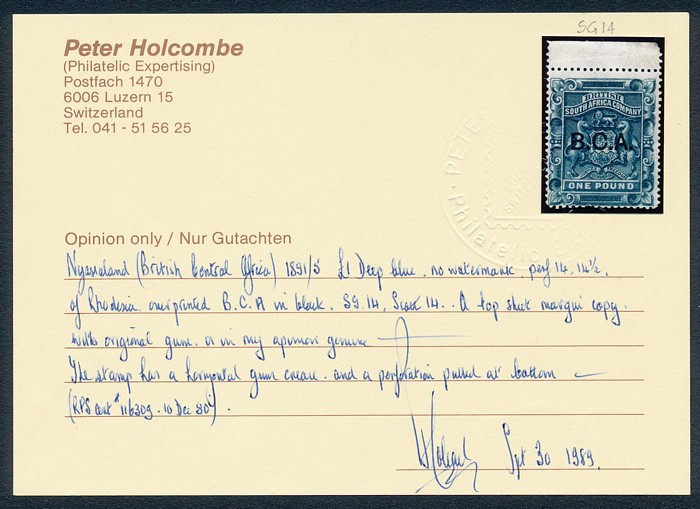 SG14
Peter Holcombe
(Philatelic Expertising)
Postfach 1470
6006 Luzern 15
Switzerland
Tel. 041 - 51 56 25
BRITISH
SOUTH AFRICA COMPANY
B.C.A.
ONE POUND
PETE
Philatelic
Opinion only / Nur Gutachten
Nyasaland (British Central Africa) 1891/5 £1 Deep blue. no watermark. perf 14, 14½.
of Rhodesia. overprinted B.C.A in black. SG.14, Scott 14. A top sheet margin copy.
with original gum. is in my opinion genuine
The stamp has a horizontal gum crease. and a perforation pulled at bottom
(RPS cert #116309. 10 Dec 80).
Sept 30 1989.